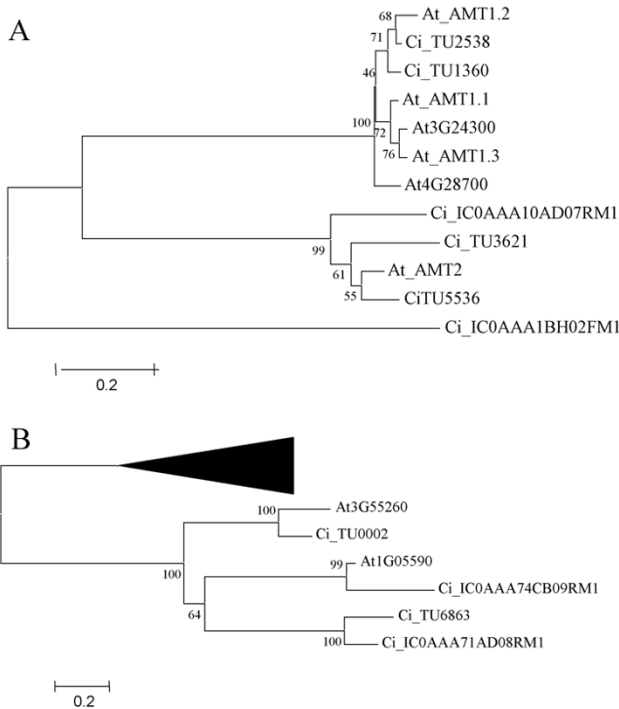 A
68
At_AMT1.2
71
Ci_TU2538
46
Ci_TU1360
At_AMT1.1
100
72
At3G24300
76
At_AMT1.3
At4G28700
Ci_IC0AAA10AD07RM1
99
Ci_TU3621
61
At_AMT2
55
CiTU5536
Ci_IC0AAA1BH02FM1
0.2
B
100
At3G55260
Ci_TU0002
100
99
At1G05590
Ci_IC0AAA74CB09RM1
64
Ci_TU6863
100
Ci_IC0AAA71AD08RM1
0.2